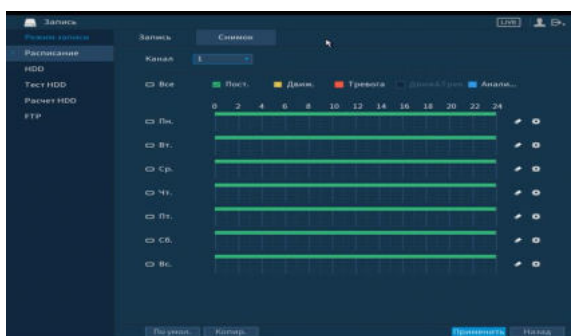 Запись LIVE
Режим записи Запись Снимок
Расписание Канал 1
HDD
Тест HDD Все Пост. Движ. Тревога Анали...
Расчет HDD
FTP
0 2 4 6 8 10 12 14 16 18 20 22 24
Пн.
Вт.
Ср.
Чт.
Пт.
Сб.
Вс.
По умол. Копир. Применить Назад